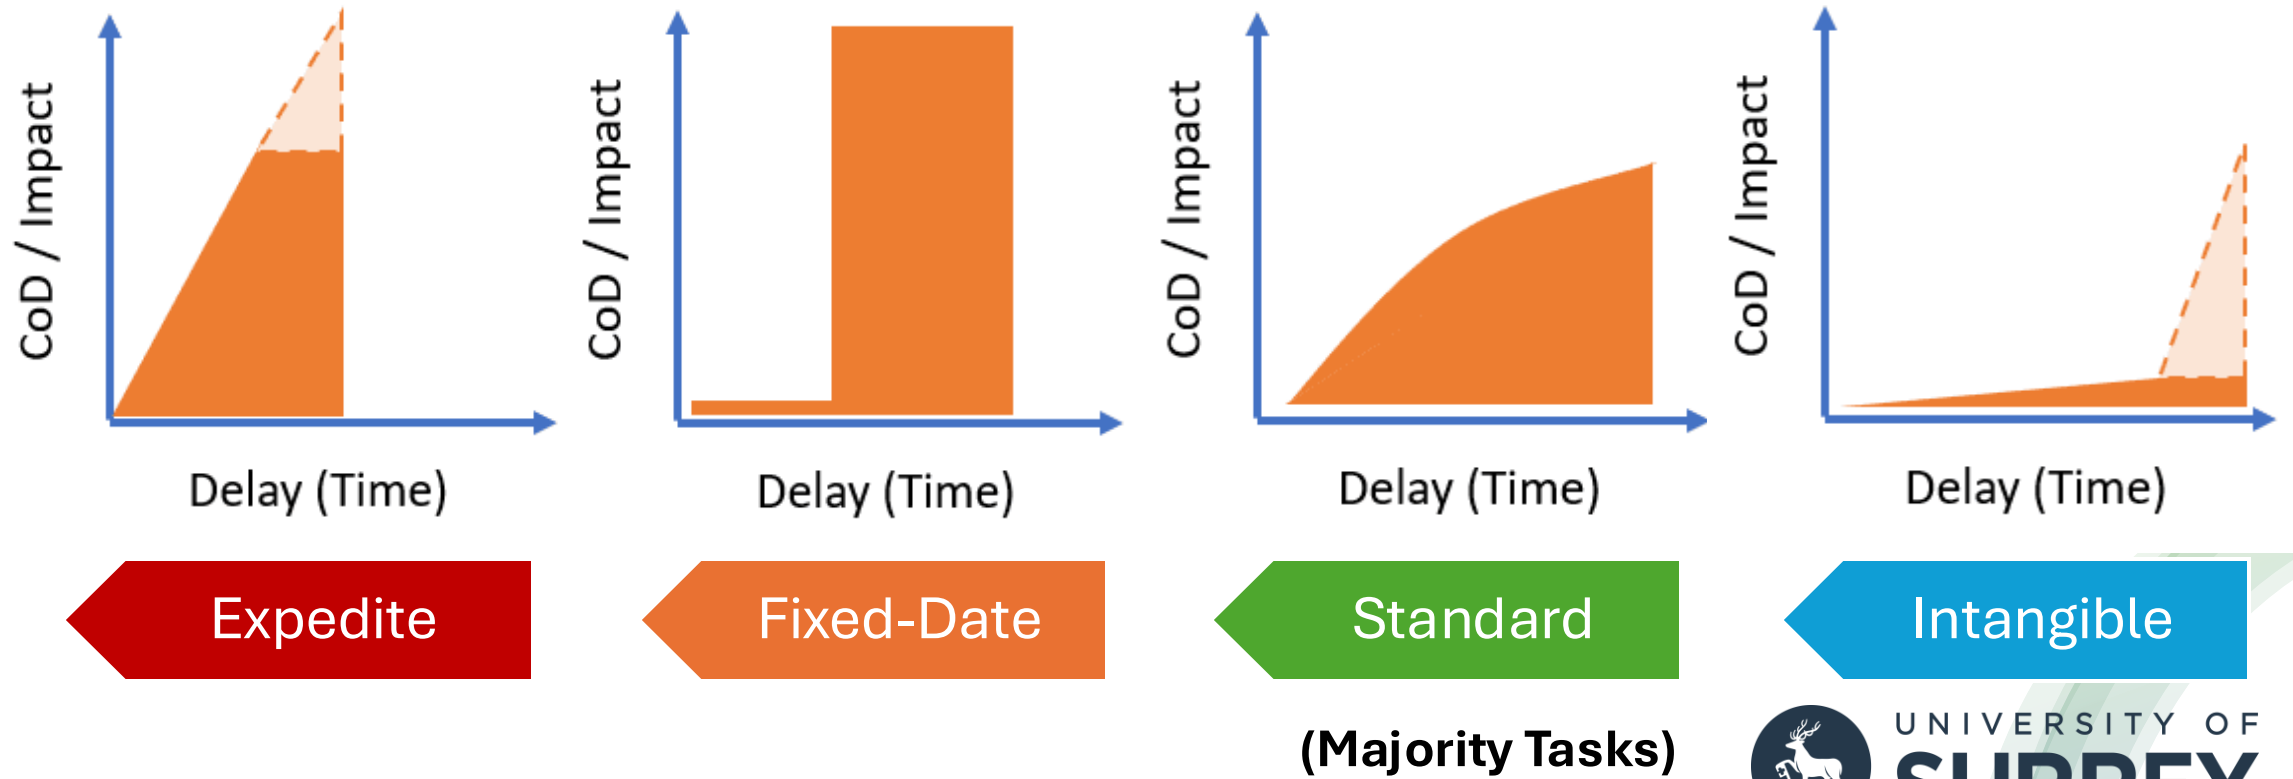 CoD / Impact
Delay (Time)
Expedite
CoD / Impact
Delay (Time)
Fixed-Date
CoD / Impact
Delay (Time)
Standard
(Majority Tasks)
CoD / Impact
Delay (Time)
Intangible
UNIVERSITY OF
SURREY